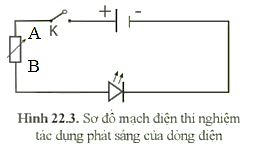 + -
A K
B
Hình 22.3. Sơ đồ mạch điện thí nghiệm
tác dụng phát sáng của dòng điện